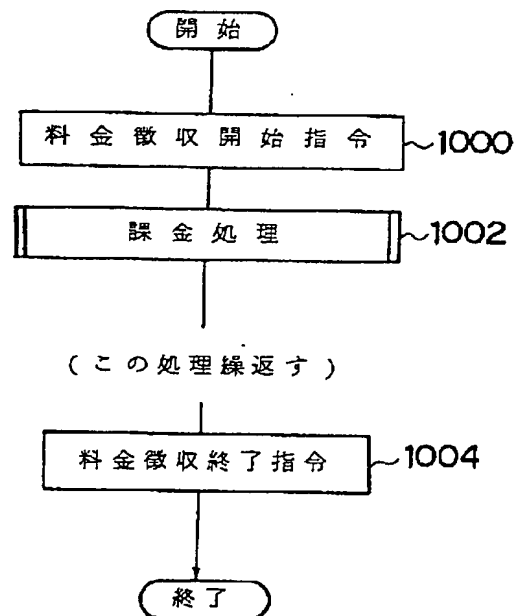 開始
料金徴収開始指令 1000
課金処理 1002
(この処理繰返す)
料金徴収終了指令 1004
終了